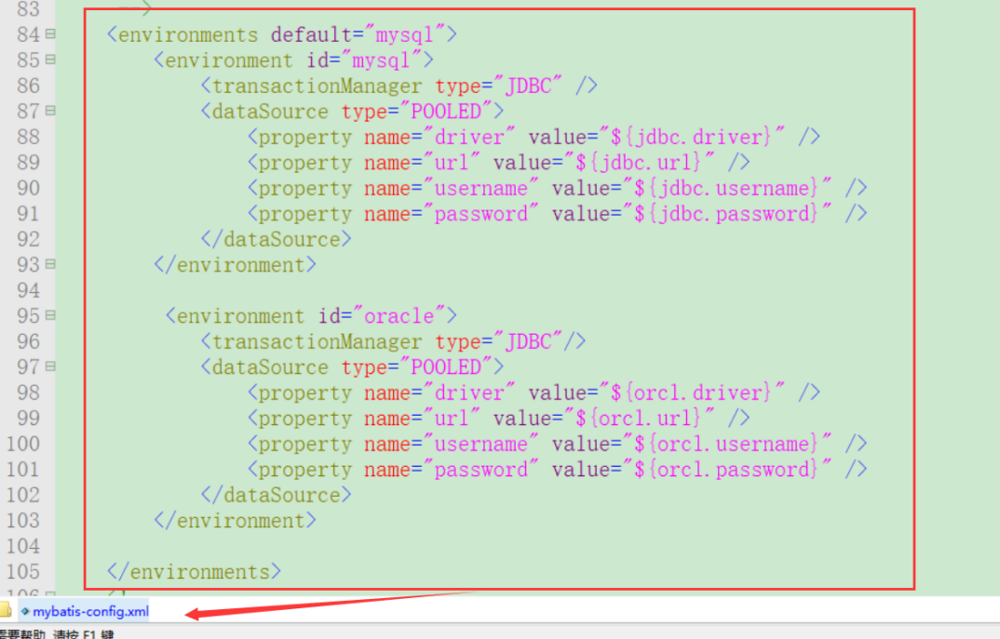 83 -->
84 <environments default="mysql">
85 <environment id="mysql">
86 <transactionManager type="JDBC" />
87 <dataSource type="POOLED">
88 <property name="driver" value="${jdbc.driver}" />
89 <property name="url" value="${jdbc.url}" />
90 <property name="username" value="${jdbc.username}" />
91 <property name="password" value="${jdbc.password}" />
92 </dataSource>
93 </environment>
94
95 <environment id="oracle">
96 <transactionManager type="JDBC"/>
97 <dataSource type="POOLED">
98 <property name="driver" value="${orcl.driver}" />
99 <property name="url" value="${orcl.url}" />
100 <property name="username" value="${orcl.username}" />
101 <property name="password" value="${orcl.password}" />
102 </dataSource>
103 </environment>
104
105 </environments>
106
mybatis-config.xml
需要帮助, 请按 F1 键